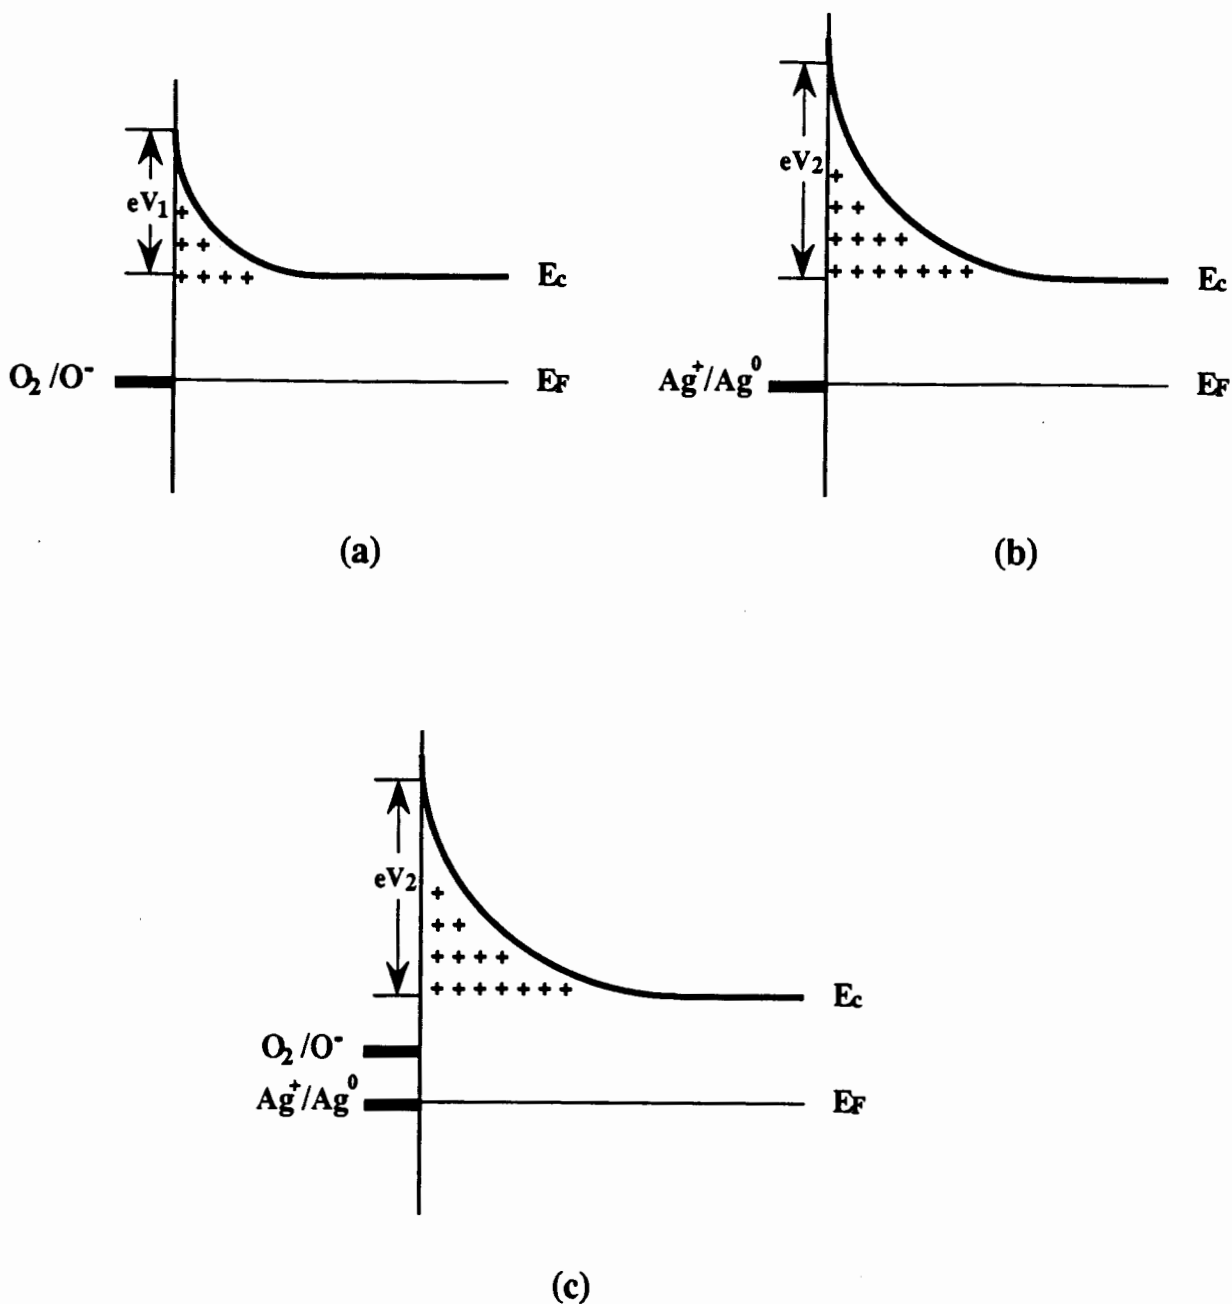 eV₁
Ec
O₂/O⁻
EF
(a)
eV₂
Ec
Ag⁺/Ag⁰
EF
(b)
eV₂
Ec
O₂/O⁻
Ag⁺/Ag⁰
EF
(c)